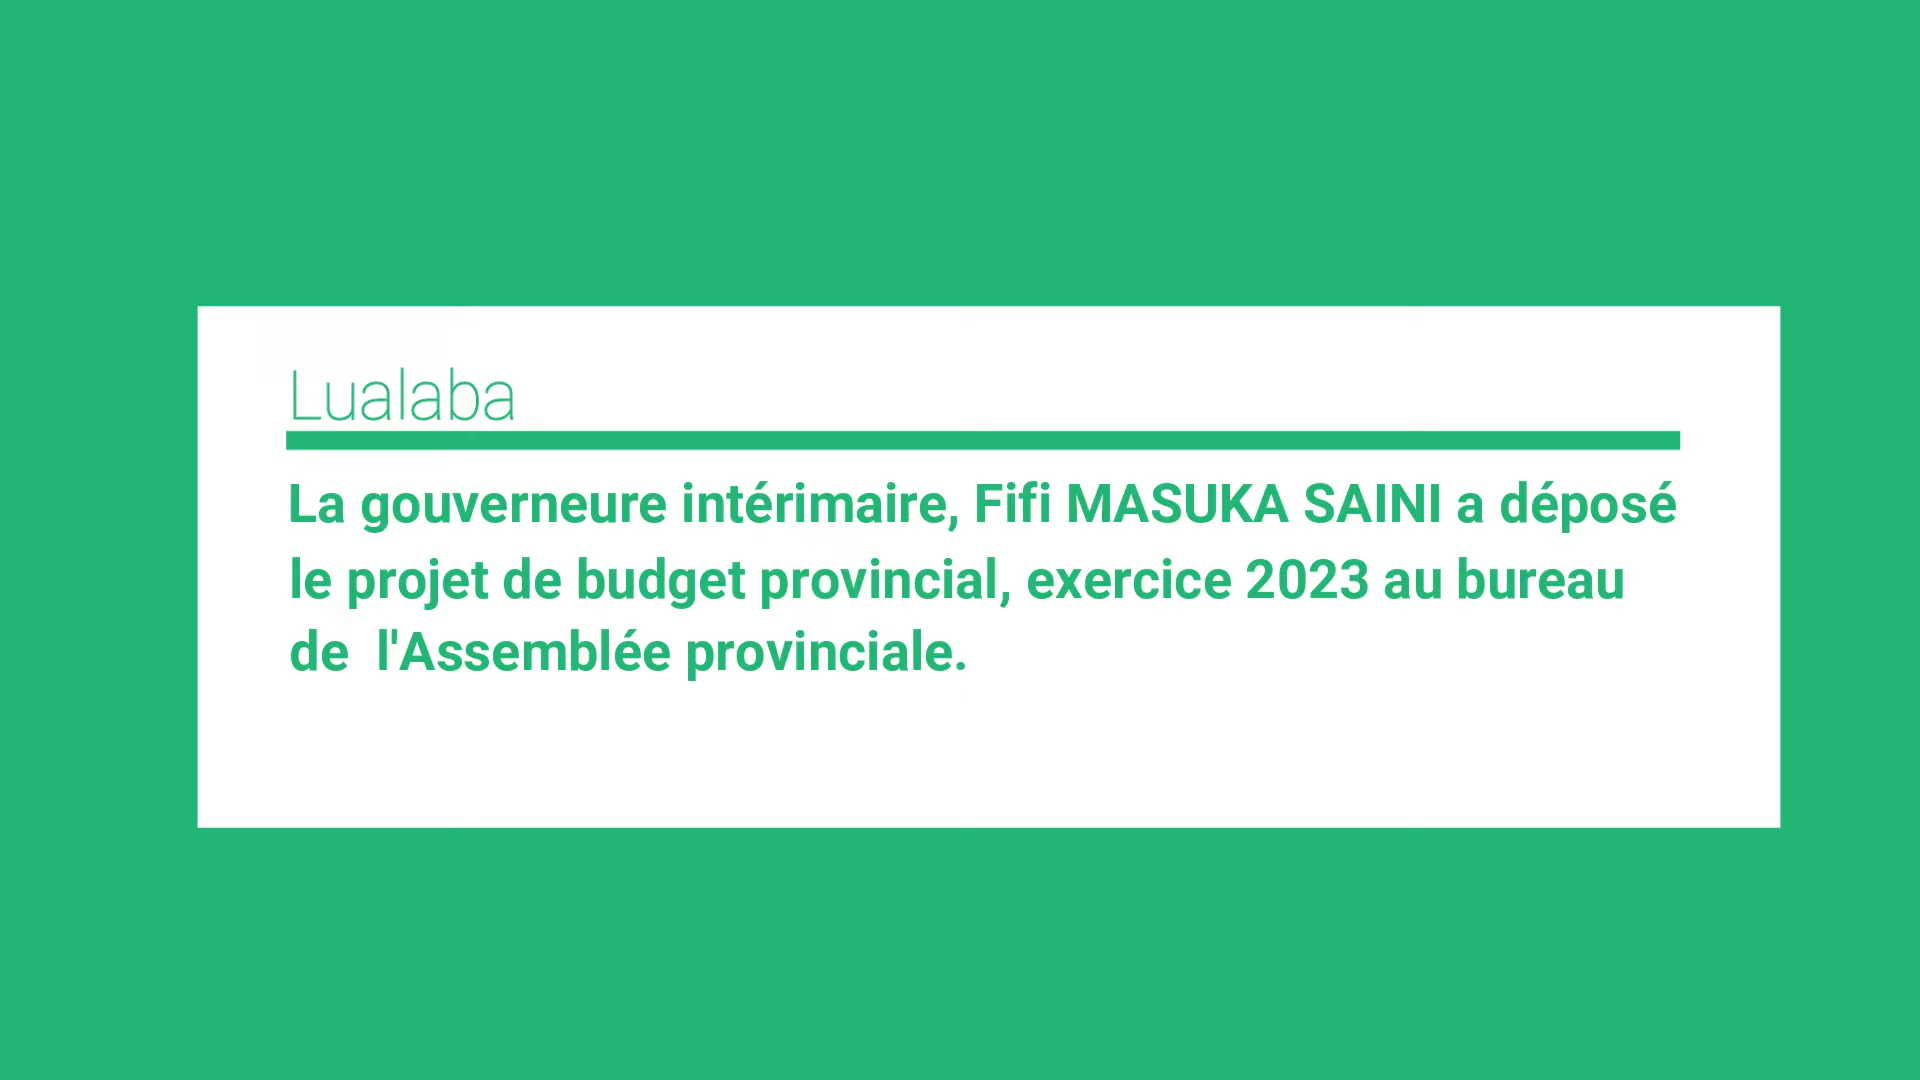 Lualaba
La gouverneure intérimaire, Fifi MASUKA SAINI a déposé
le projet de budget provincial, exercice 2023 au bureau
de  l'Assemblée provinciale.